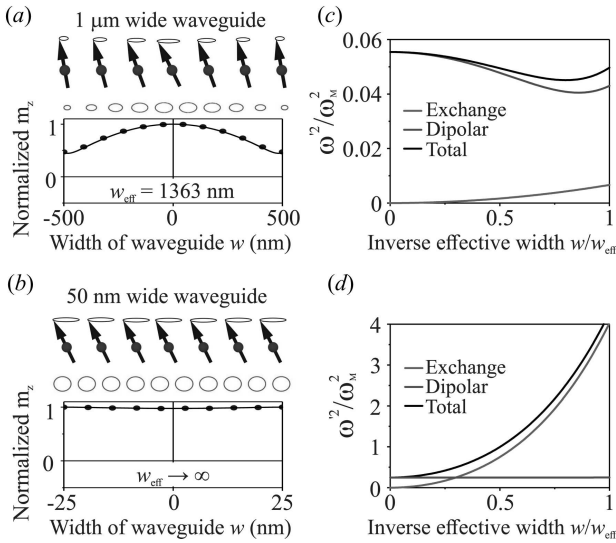 (a)
1 μm wide waveguide
Normalized m_z
1
0
w_eff = 1363 nm
-500
0
500
Width of waveguide w (nm)
(b)
50 nm wide waveguide
Normalized m_z
1
0
w_eff → ∞
-25
0
25
Width of waveguide w (nm)
(c)
ω'²/ω_M²
0.06
0.04
0.02
0
Exchange
Dipolar
Total
0
0.5
1
Inverse effective width w/w_eff
(d)
ω'²/ω_M²
4
3
2
1
0
Exchange
Dipolar
Total
0
0.5
1
Inverse effective width w/w_eff